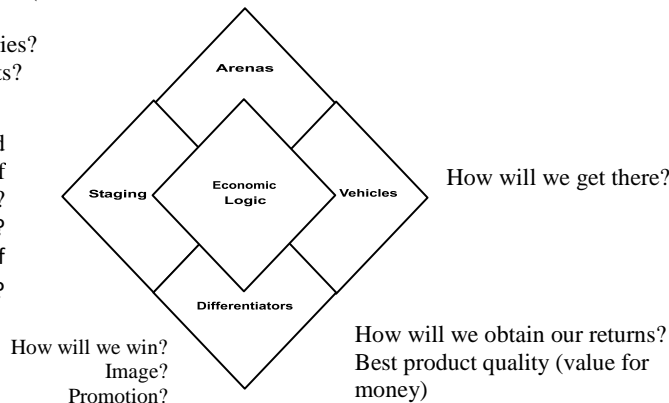 ies?
ts?
Arenas
d
f
?
?
f
?
Staging
Economic
Logic
Vehicles
How will we get there?
Differentiators
How will we win?
Image?
Promotion?
How will we obtain our returns?
Best product quality (value for
money)